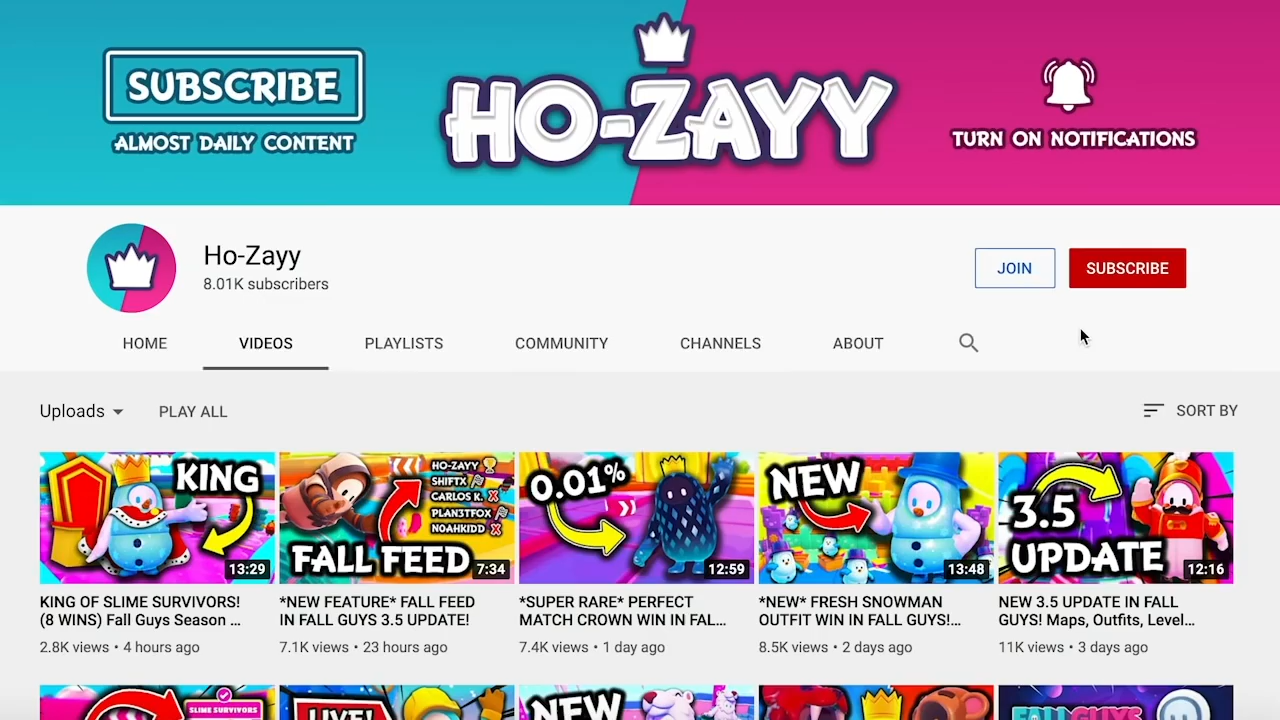 SUBSCRIBE
ALMOST DAILY CONTENT
HO-ZAYY
TURN ON NOTIFICATIONS
Ho-Zayy
8.01K subscribers
JOIN
SUBSCRIBE
HOME
VIDEOS
PLAYLISTS
COMMUNITY
CHANNELS
ABOUT
Uploads
PLAY ALL
SORT BY
KING
13:29
HO-ZAYY
SHIFTX
CARLOS K.
PLAN3TFOX
NOAHKIDD
FALL FEED
7:34
0.01%
12:59
NEW
13:48
3.5
UPDATE
12:16
KING OF SLIME SURVIVORS!
(8 WINS) Fall Guys Season ...
2.8K views • 4 hours ago
*NEW FEATURE* FALL FEED
IN FALL GUYS 3.5 UPDATE!
7.1K views • 23 hours ago
*SUPER RARE* PERFECT
MATCH CROWN WIN IN FAL...
7.4K views • 1 day ago
*NEW* FRESH SNOWMAN
OUTFIT WIN IN FALL GUYS!...
8.5K views • 2 days ago
NEW 3.5 UPDATE IN FALL
GUYS! Maps, Outfits, Level...
11K views • 3 days ago
SLIME SURVIVORS
LIVE!
NEW
FALL GUYS